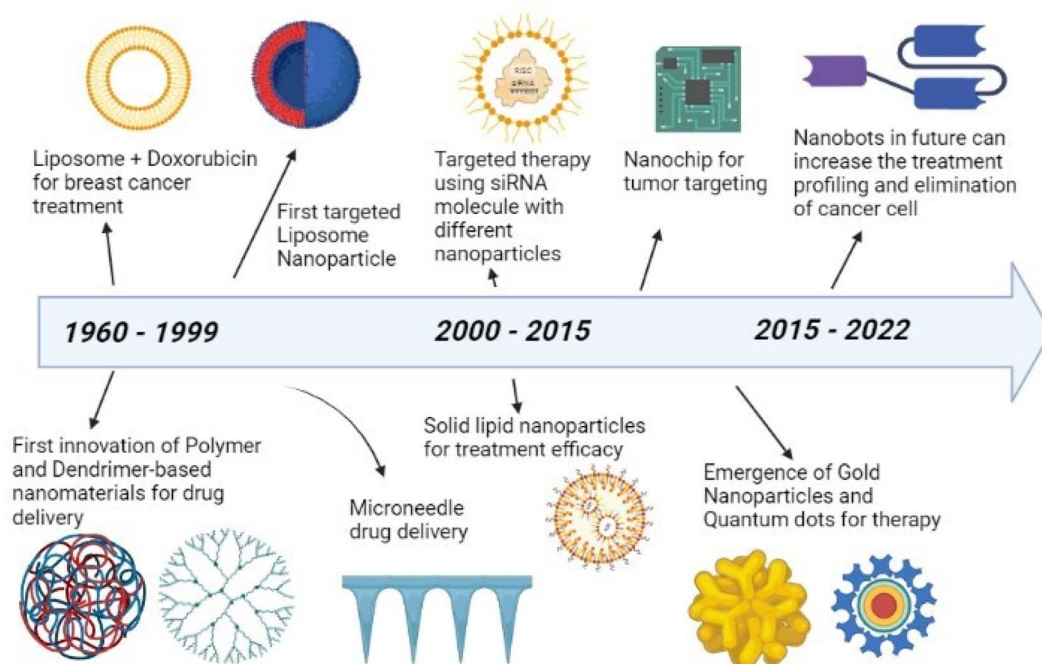 Liposome + Doxorubicin
for breast cancer
treatment
First targeted
Liposome
Nanoparticle
RISC
siRNA
Targeted therapy
using siRNA
molecule with
different
nanoparticles
Nanochip for
tumor targeting
Nanobots in future can
increase the treatment
profiling and elimination
of cancer cell
1960 - 1999
2000 - 2015
2015 - 2022
First innovation of Polymer
and Dendrimer-based
nanomaterials for drug
delivery
Microneedle
drug delivery
Solid lipid nanoparticles
for treatment efficacy
Emergence of Gold
Nanoparticles and
Quantum dots for therapy